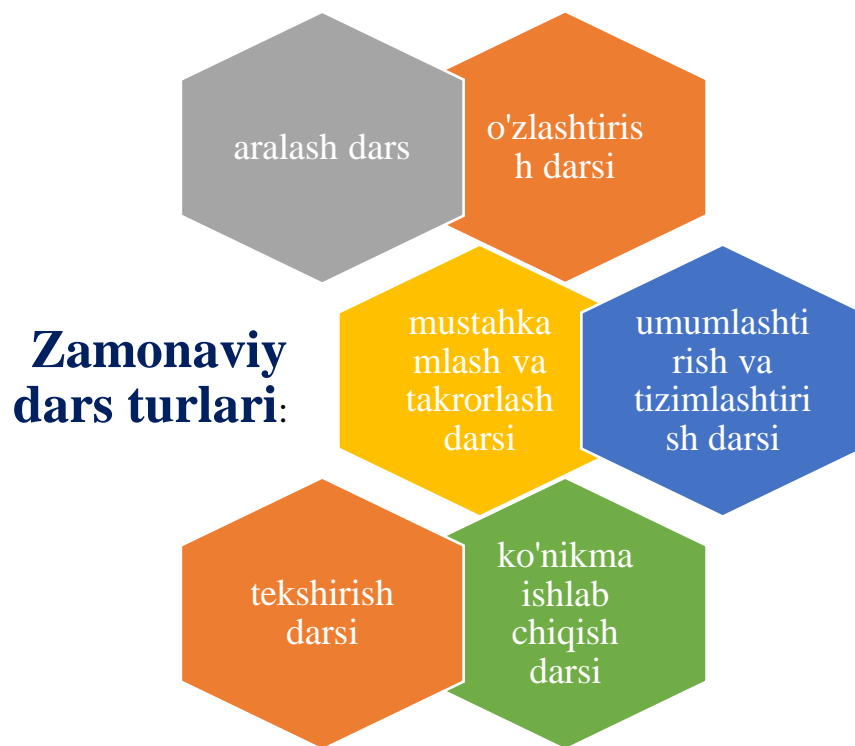 Zamonaviy
dars turlari:
aralash dars
o'zlashtiris
h darsi
mustahka
mlash va
takrorlash
darsi
umumlashti
rish va
tizimlashtiri
sh darsi
tekshirish
darsi
ko'nikma
ishlab
chiqish
darsi